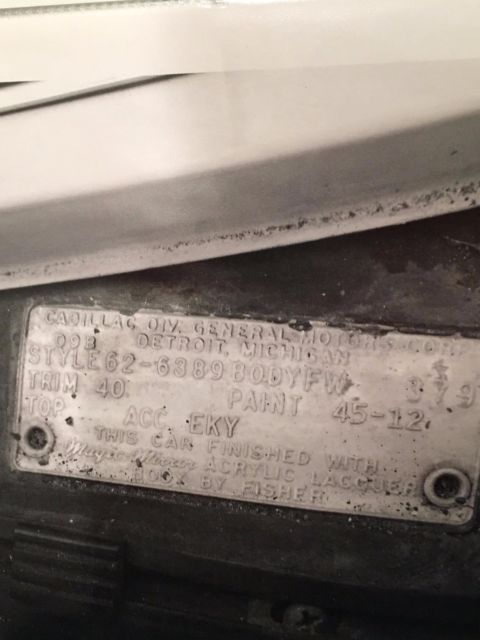 CADILLAC DIV. GENERAL MOTORS CORP
00B DETROIT, MICHIGAN
STYLE 62-6389 BODY FW
TRIM 40 PAINT 45-12
TOP ACC EKY
THIS CAR FINISHED WITH
Magic-Mirror ACRYLIC LACQUER
BODY BY FISHER